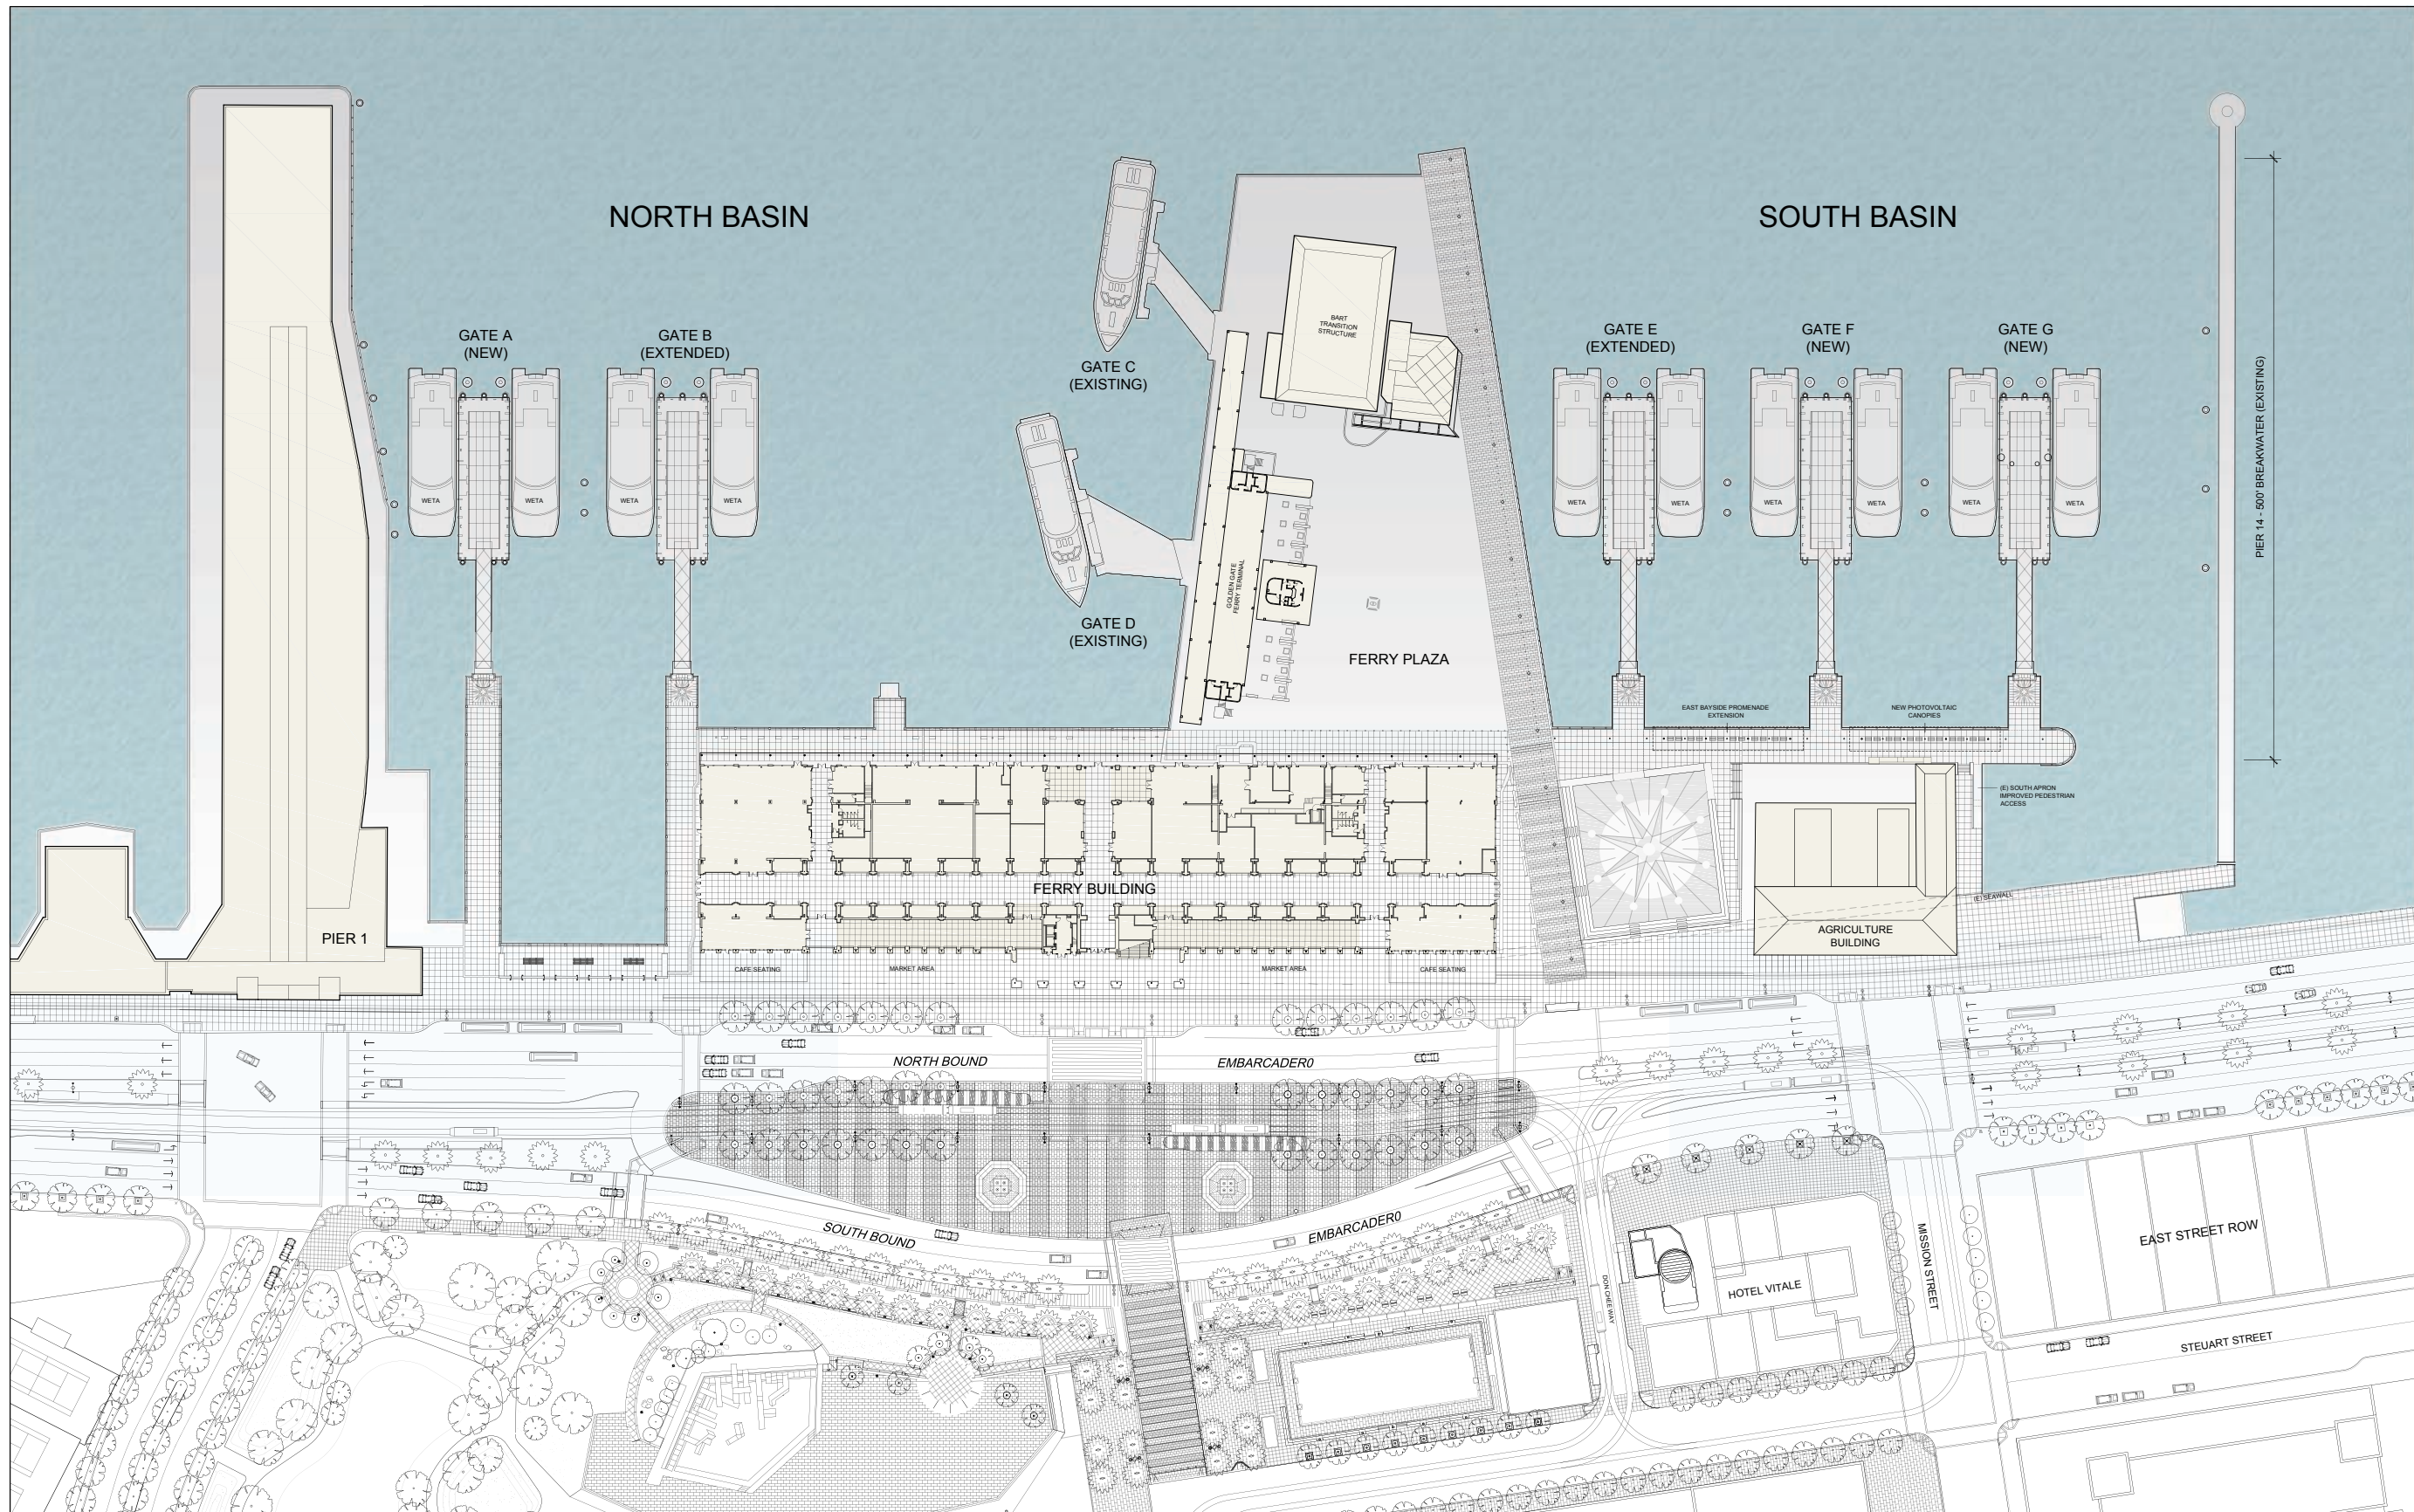 NORTH BASIN
SOUTH BASIN
GATE A
(NEW)
GATE B
(EXTENDED)
GATE C
(EXISTING)
BART
TRANSITION
STRUCTURE
GATE E
(EXTENDED)
GATE F
(NEW)
GATE G
(NEW)
PIER 14 - 500' BREAKWATER (EXISTING)
WETA
WETA
WETA
WETA
WETA
WETA
WETA
WETA
WETA
WETA
GATE D
(EXISTING)
GOLDEN GATE
FERRY TERMINAL
FERRY PLAZA
EAST BAYSIDE PROMENADE
EXTENSION
NEW PHOTOVOLTAIC
CANOPIES
(E) SOUTH APRON
IMPROVED PEDESTRIAN
ACCESS
FERRY BUILDING
(E) SEAWALL
PIER 1
AGRICULTURE
BUILDING
CAFE SEATING
MARKET AREA
MARKET AREA
CAFE SEATING
NORTH BOUND
EMBARCADER0
SOUTH BOUND
EMBARCADER0
DON CHEE WAY
HOTEL VITALE
MISSION STREET
EAST STREET ROW
STEUART STREET